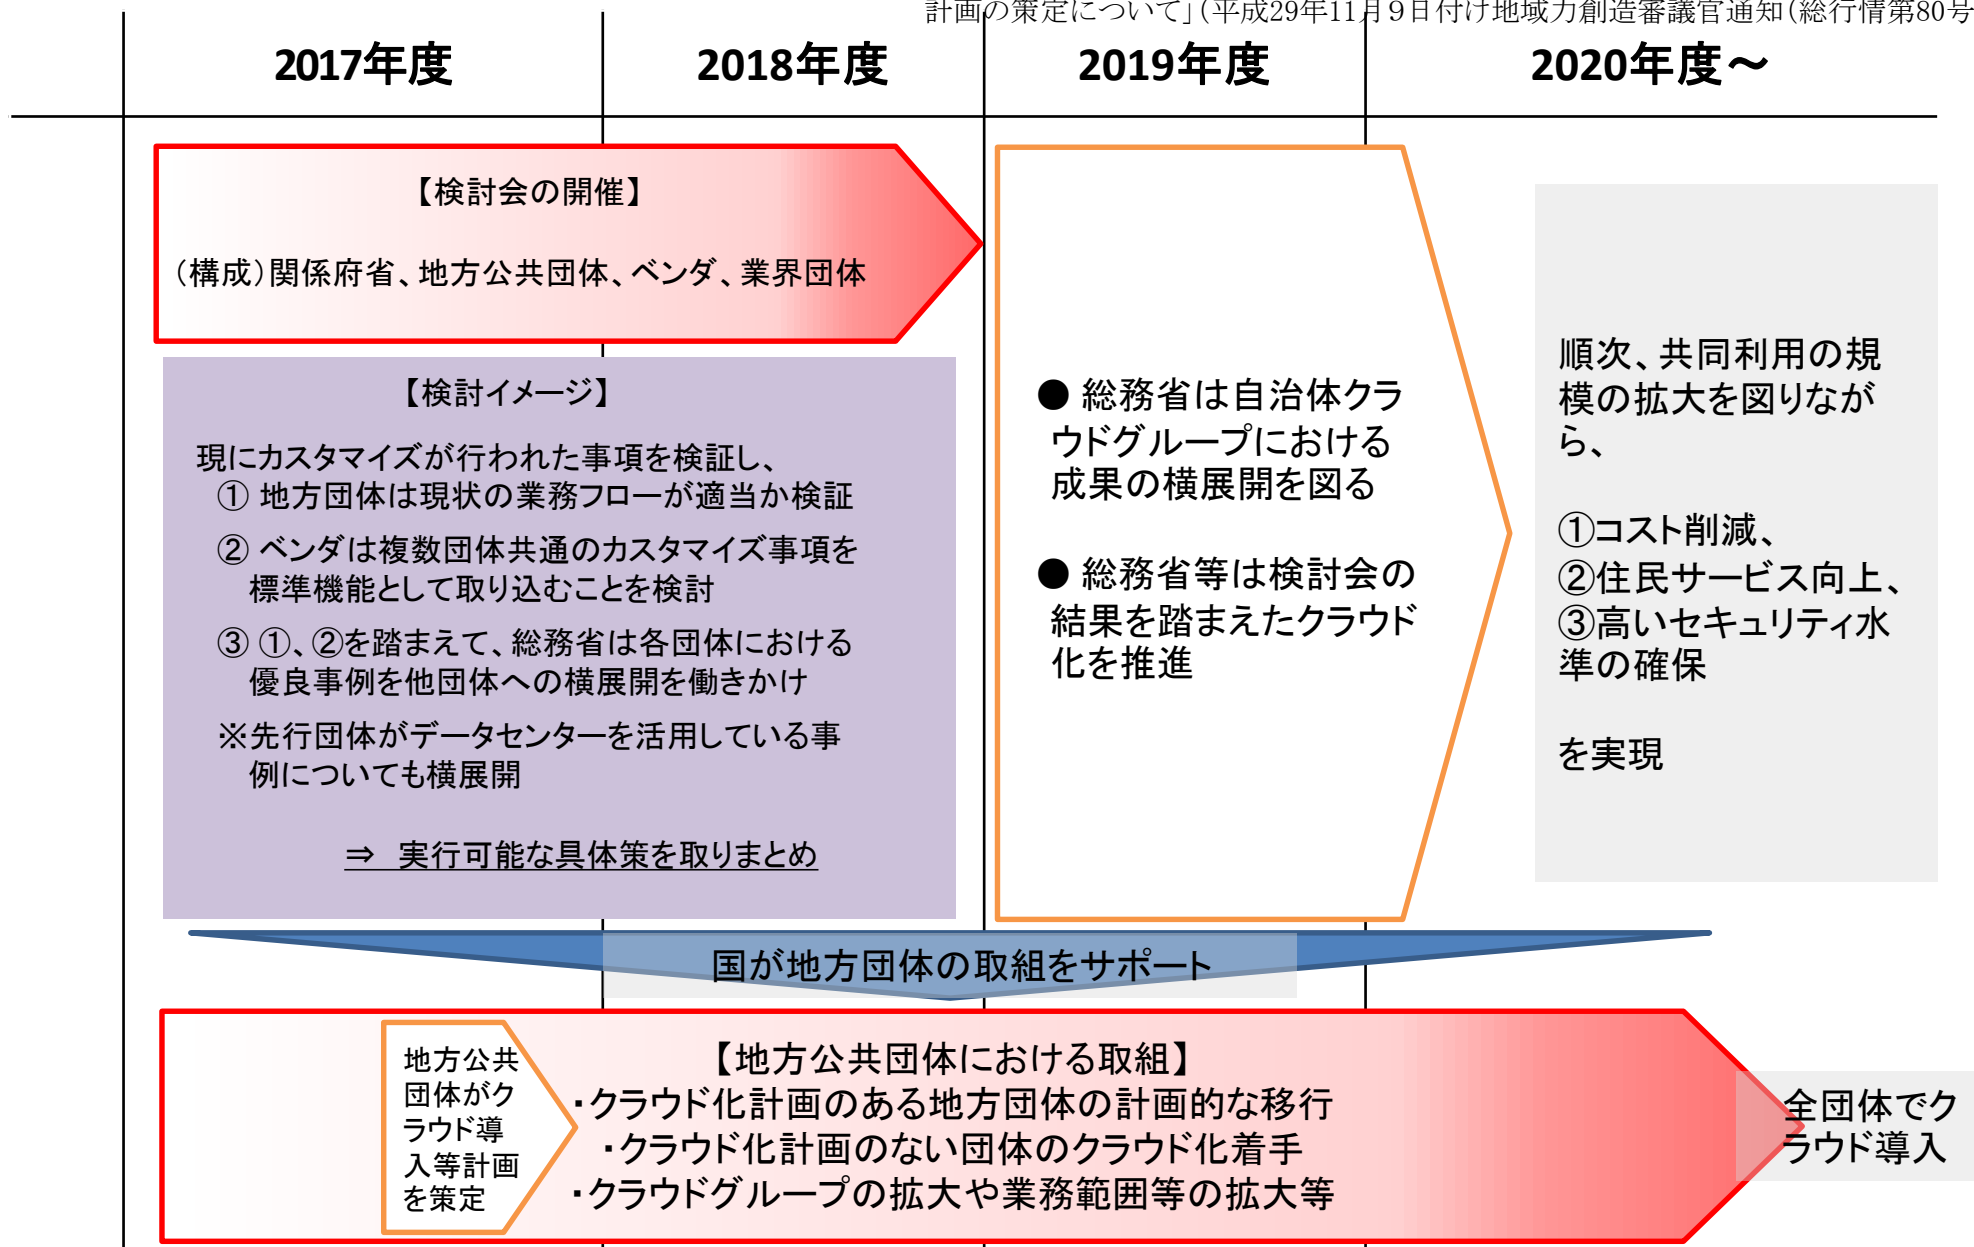 計画の策定について」（平成29年11月９日付け地域力創造審議官通知（総行情第80号
2017年度
2018年度
2019年度
2020年度～
【検討会の開催】
（構成）関係府省、地方公共団体、ベンダ、業界団体
【検討イメージ】
現にカスタマイズが行われた事項を検証し、
① 地方団体は現状の業務フローが適当か検証
② ベンダは複数団体共通のカスタマイズ事項を
標準機能として取り込むことを検討
③ ①、②を踏まえて、総務省は各団体における
優良事例を他団体への横展開を働きかけ
※先行団体がデータセンターを活用している事
例についても横展開
⇒　実行可能な具体策を取りまとめ
● 総務省は自治体クラ
ウドグループにおける
成果の横展開を図る
● 総務省等は検討会の
結果を踏まえたクラウド
化を推進
順次、共同利用の規
模の拡大を図りなが
ら、
①コスト削減、
②住民サービス向上、
③高いセキュリティ水
準の確保
を実現
国が地方団体の取組をサポート
地方公共
団体がク
ラウド導
入等計画
を策定
【地方公共団体における取組】
・クラウド化計画のある地方団体の計画的な移行
・クラウド化計画のない団体のクラウド化着手
・クラウドグループの拡大や業務範囲等の拡大等
全団体でク
ラウド導入